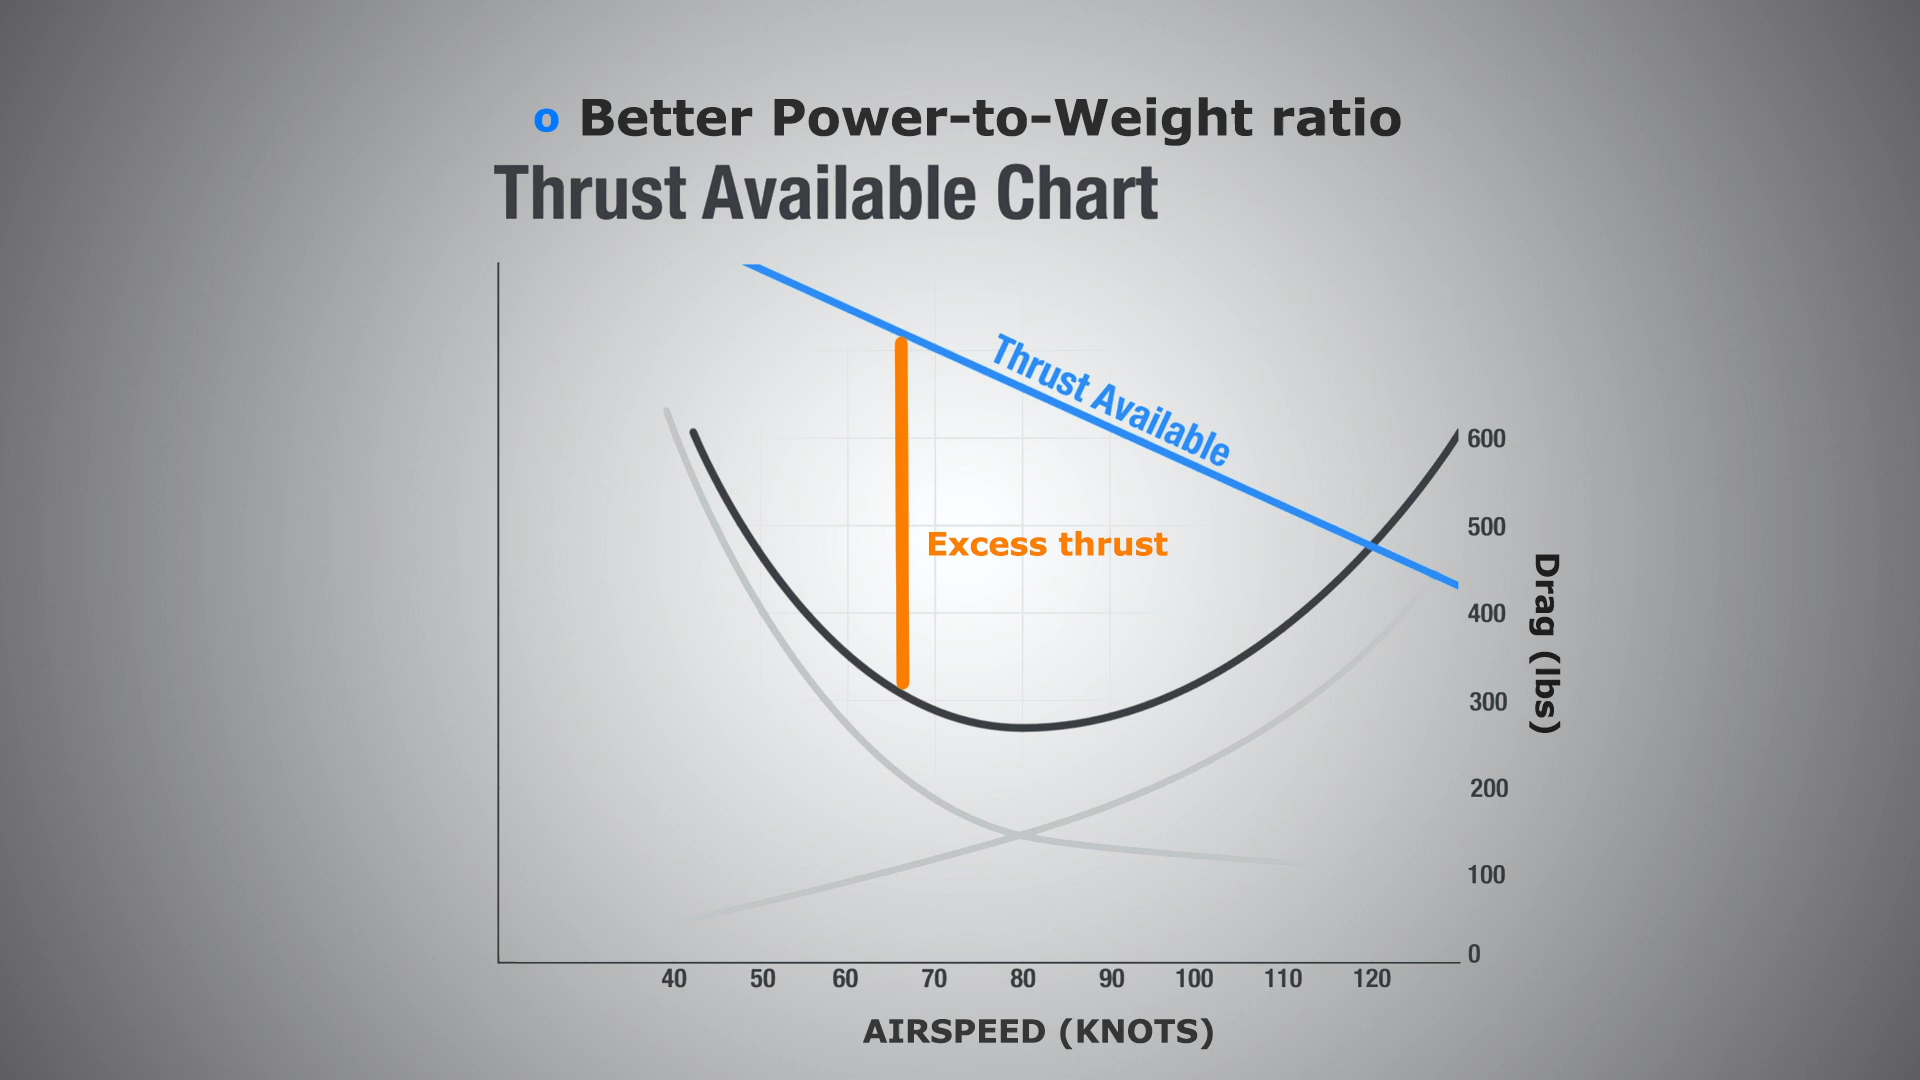 o Better Power-to-Weight ratio
Thrust Available Chart
Thrust Available
Excess thrust
600
500
400
300
200
100
0
Drag (lbs)
40 50 60 70 80 90 100 110 120
AIRSPEED (KNOTS)